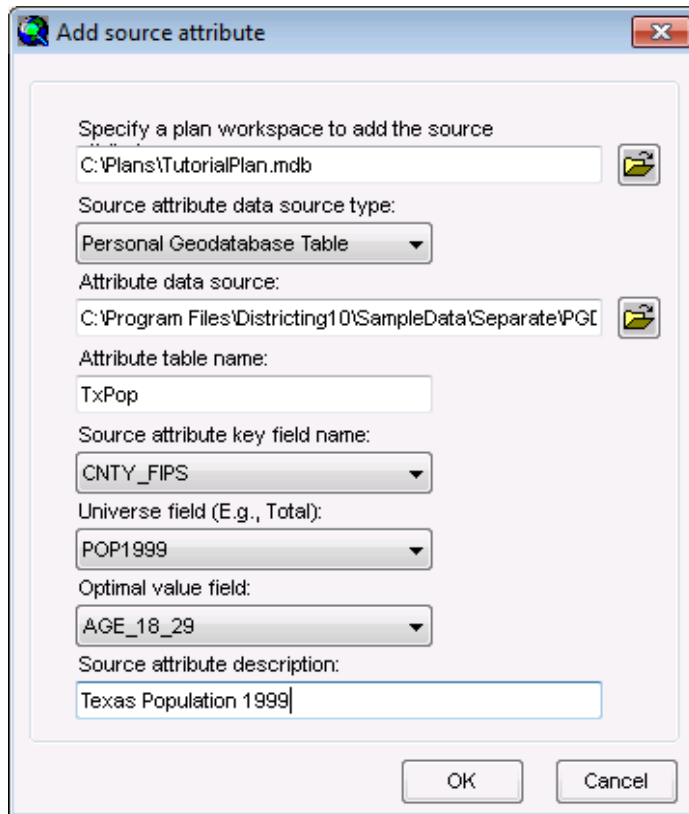 Add source attribute
Specify a plan workspace to add the source
C:\Plans\TutorialPlan.mdb
Source attribute data source type:
Personal Geodatabase Table
Attribute data source:
C:\Program Files\Districting10\SampleData\Separate\PGD
Attribute table name:
TxPop
Source attribute key field name:
CNTY_FIPS
Universe field (E.g., Total):
POP1999
Optimal value field:
AGE_18_29
Source attribute description:
Texas Population 1999
OK
Cancel